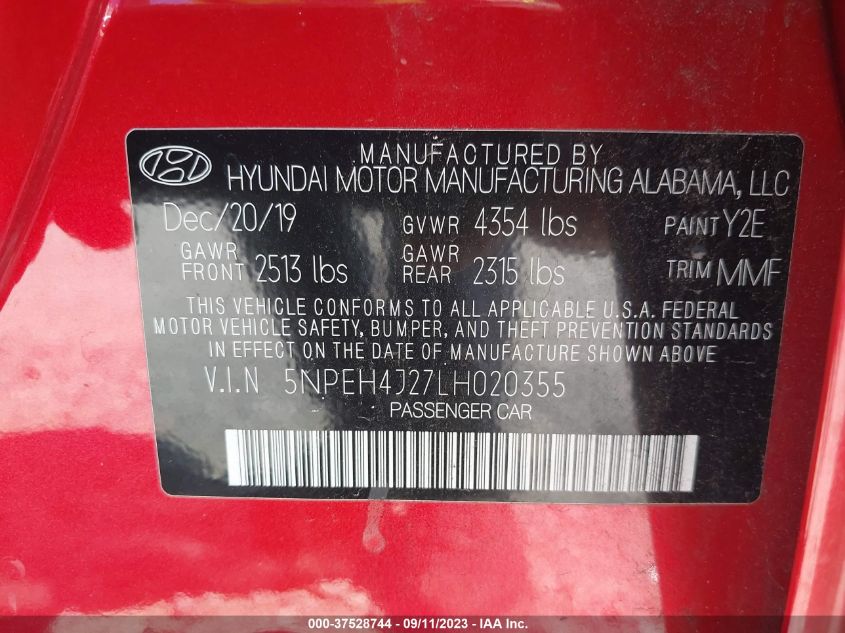 MANUFACTURED BY
HYUNDAI MOTOR MANUFACTURING ALABAMA, LLC
Dec/20/19 GVWR 4354 lbs PAINT Y2E
GAWR FRONT 2513 lbs GAWR REAR 2315 lbs TRIM MMF
THIS VEHICLE CONFORMS TO ALL APPLICABLE U.S.A. FEDERAL
MOTOR VEHICLE SAFETY, BUMPER, AND THEFT PREVENTION STANDARDS
IN EFFECT ON THE DATE OF MANUFACTURE SHOWN ABOVE
V.I.N 5NPEH4J27LH020355
PASSENGER CAR
000-37528744 - 09/11/2023 - IAA Inc.